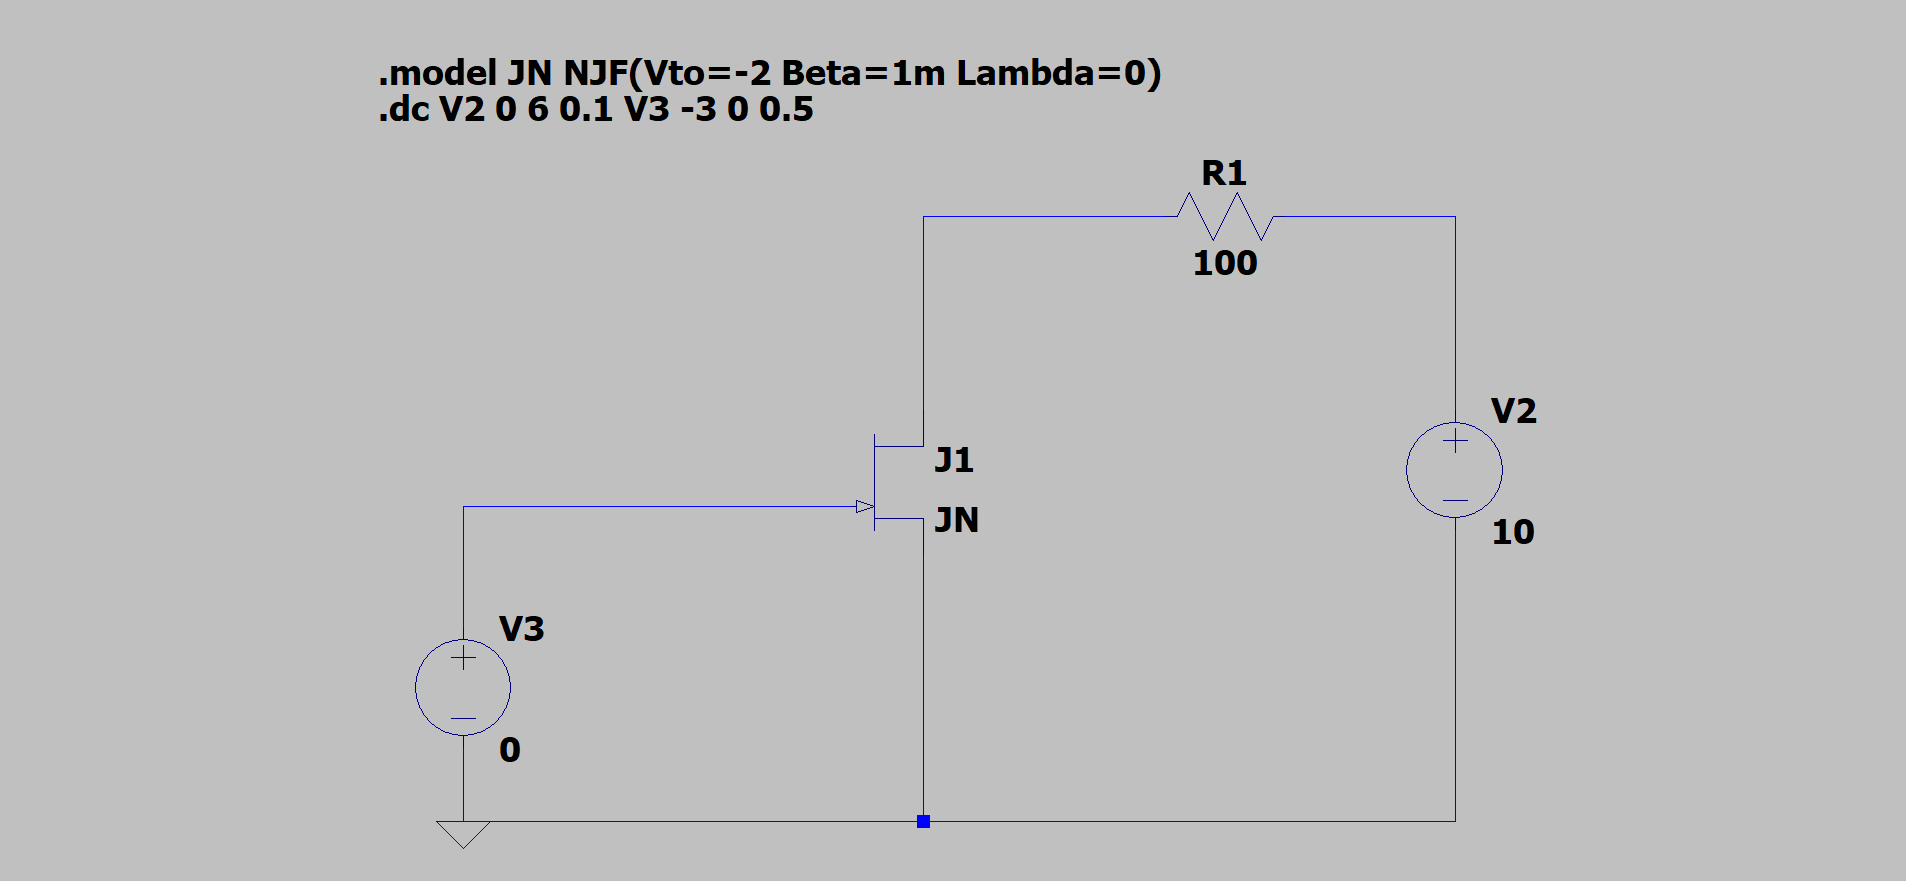 .model JN NJF(Vto=-2 Beta=1m Lambda=0)
.dc V2 0 6 0.1 V3 -3 0 0.5
R1
100
V2
J1
JN
10
V3
0